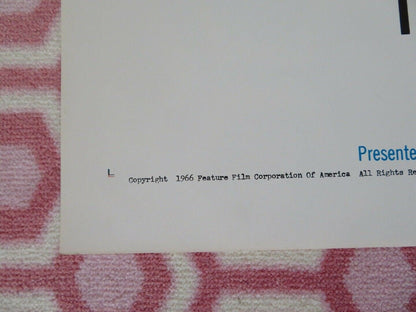 Presente
Copyright 1966 Feature Film Corporation Of America All Rights Re